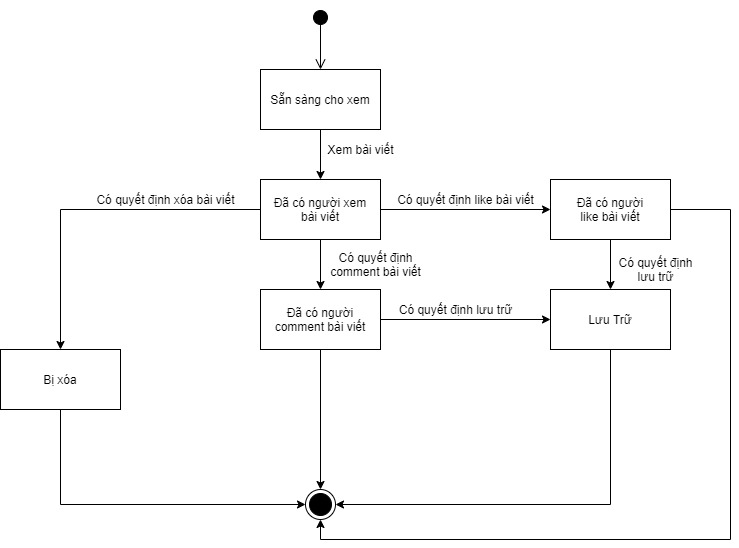 Sẵn sàng cho xem
Xem bài viết
Có quyết định xóa bài viết
Đã có người xem
bài viết
Có quyết định like bài viết
Đã có người
like bài viết
Có quyết định
comment bài viết
Có quyết định
lưu trữ
Đã có người
comment bài viết
Có quyết định lưu trữ
Lưu Trữ
Bị xóa